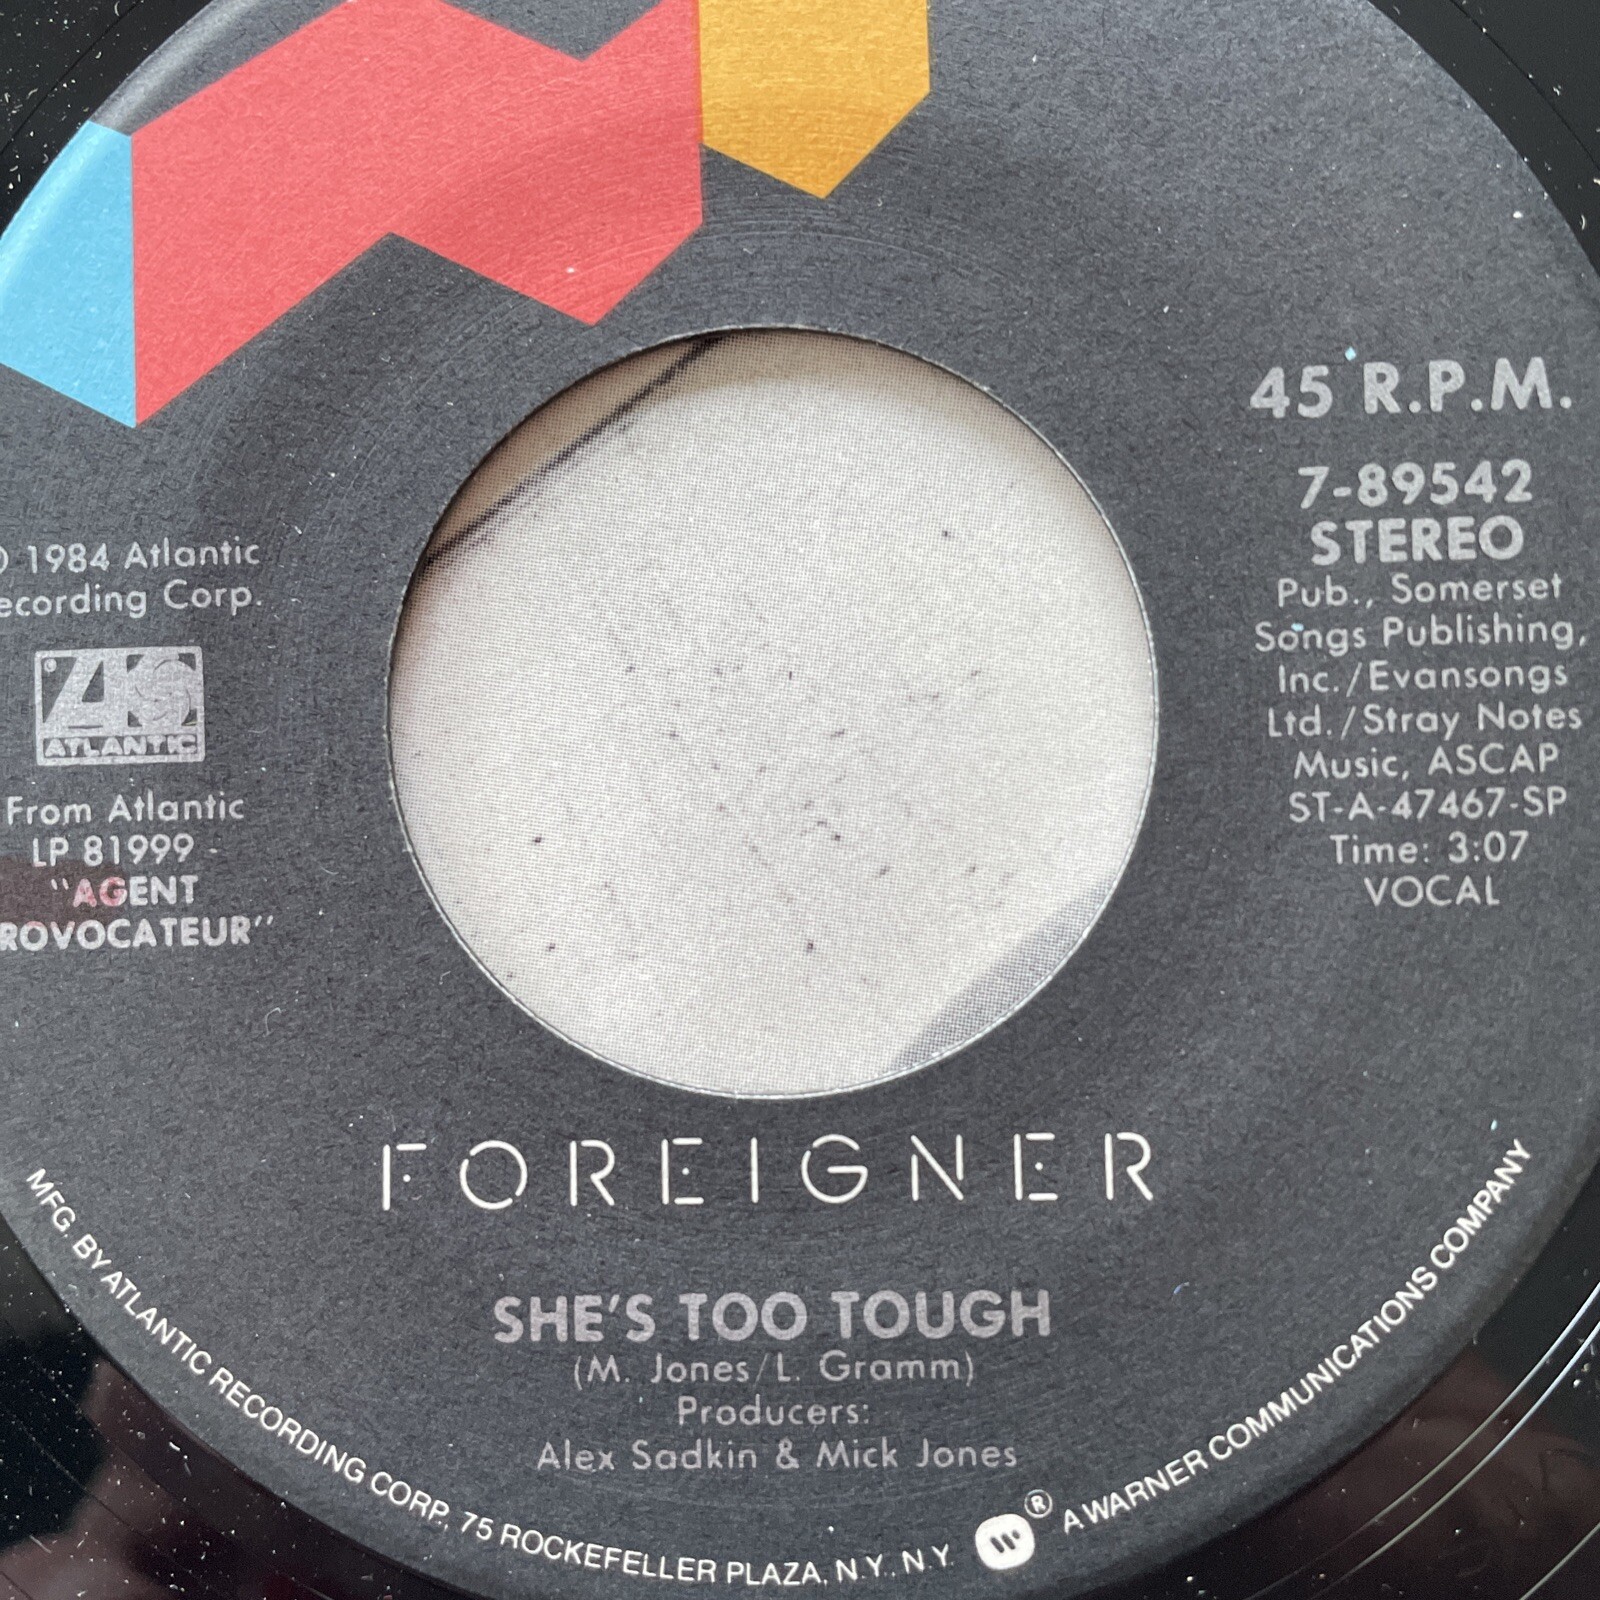 45 R.P.M.
7-89542
STEREO
Pub., Somerset
Songs Publishing,
Inc./Evansongs
Ltd./Stray Notes
Music, ASCAP
ST-A-47467-SP
Time: 3:07
VOCAL
1984 Atlantic
ecording Corp.
ATLANTIC
From Atlantic
LP 81999 -
"AGENT
ROVOCATEUR"
FOREIGNER
SHE'S TOO TOUGH
(M. Jones/L. Gramm)
Producers:
Alex Sadkin & Mick Jones
MFG. BY ATLANTIC RECORDING CORP., 75 ROCKEFELLER PLAZA, N.Y., N.Y. ® A WARNER COMMUNICATIONS COMPANY